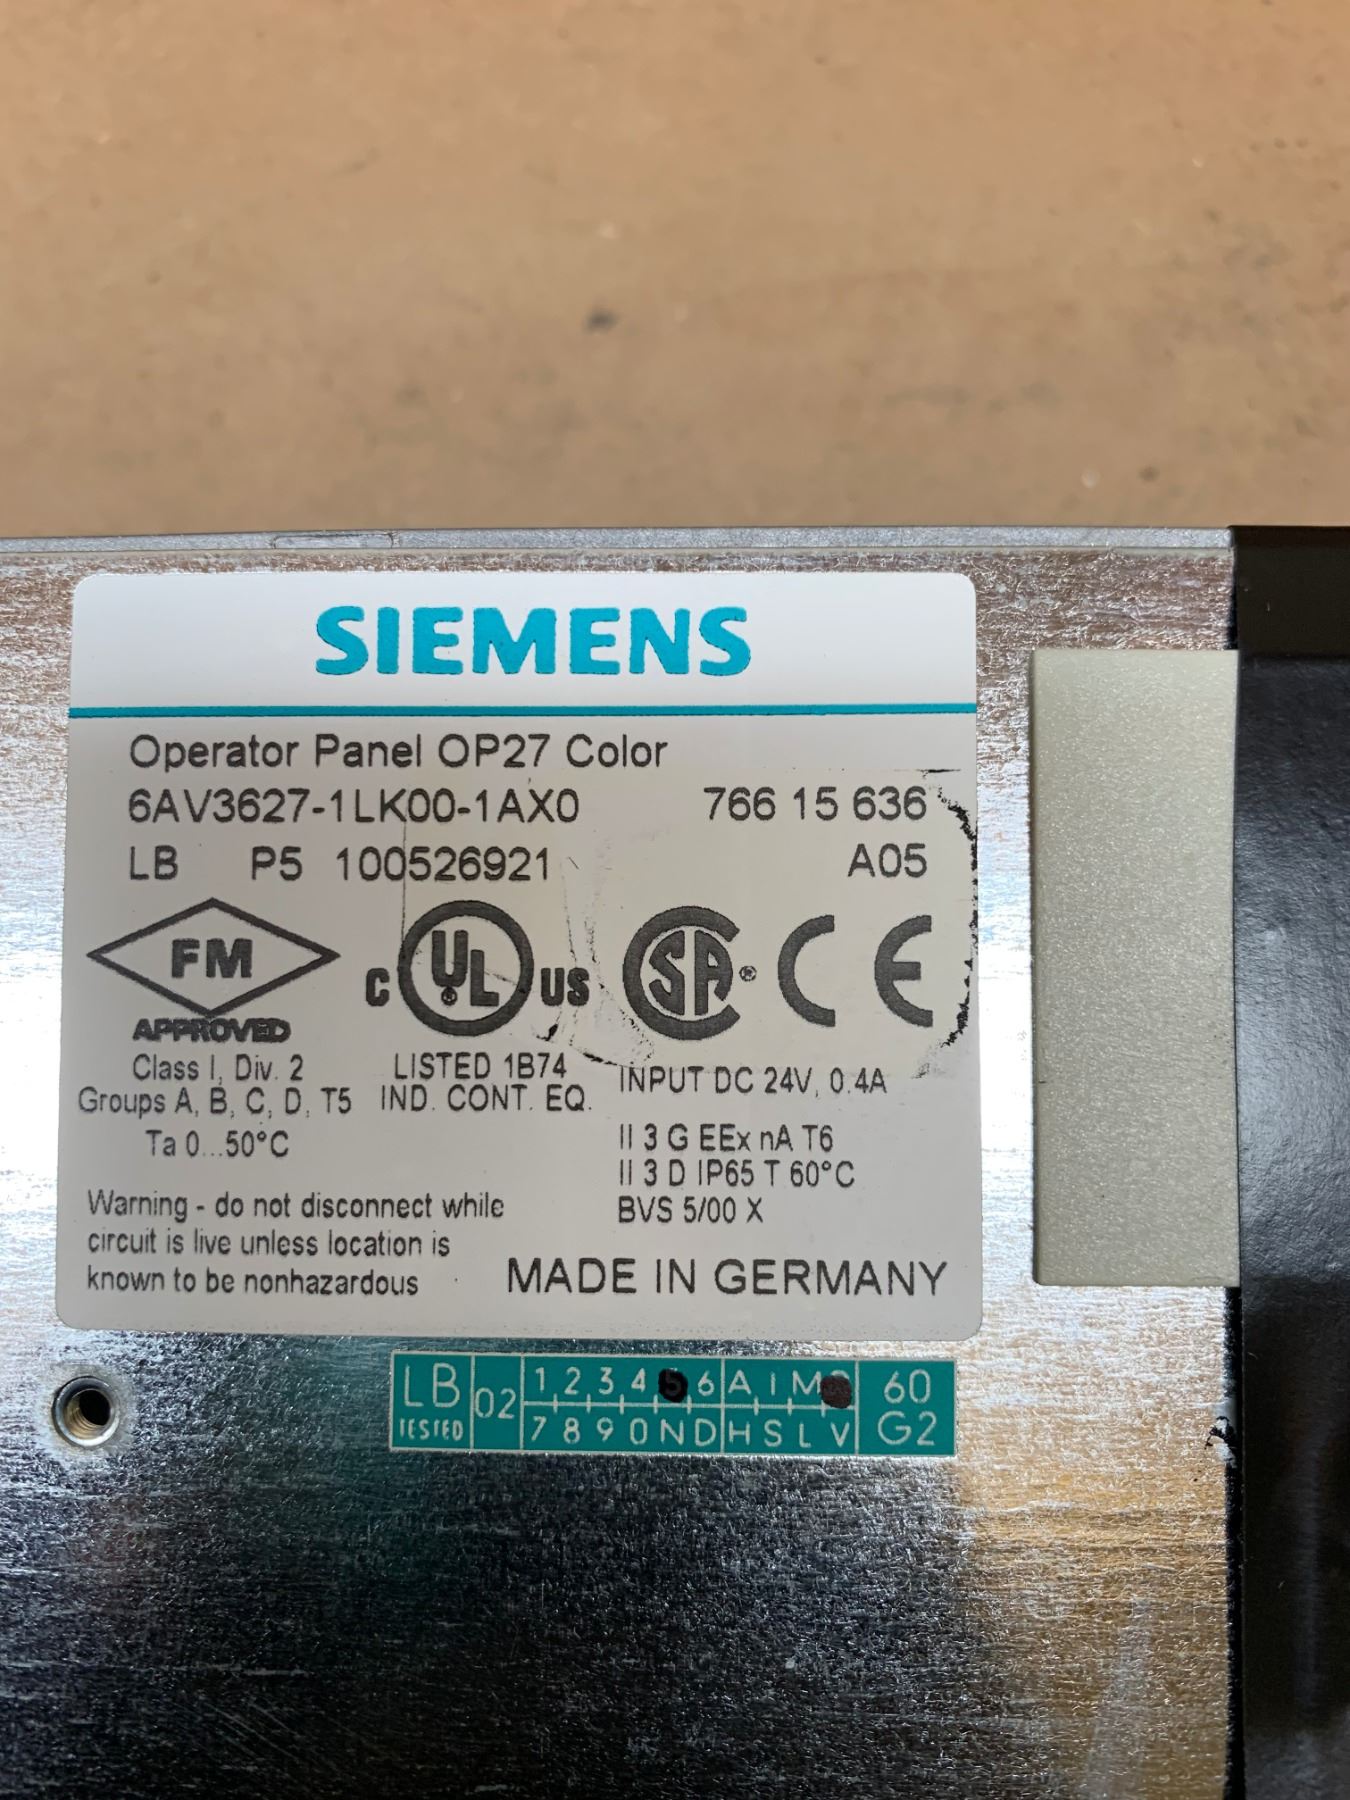 SIEMENS
Operator Panel OP27 Color
6AV3627-1LK00-1AX0 766 15 636
LB P5 100526921 A05
FM
APPROVED
C UL ® US
SA ®
CE
Class I, Div. 2
Groups A, B, C, D, T5
Ta 0...50°C
LISTED 1B74
IND. CONT. EQ.
INPUT DC 24V, 0.4A
II 3 G EEx nA T6
II 3 D IP65 T 60°C
BVS 5/00 X
Warning - do not disconnect while
circuit is live unless location is
known to be nonhazardous
MADE IN GERMANY
LB
TESTED
02
1 2 3 4 5 6 A I M
7 8 9 0 N D H S L V
60
G2